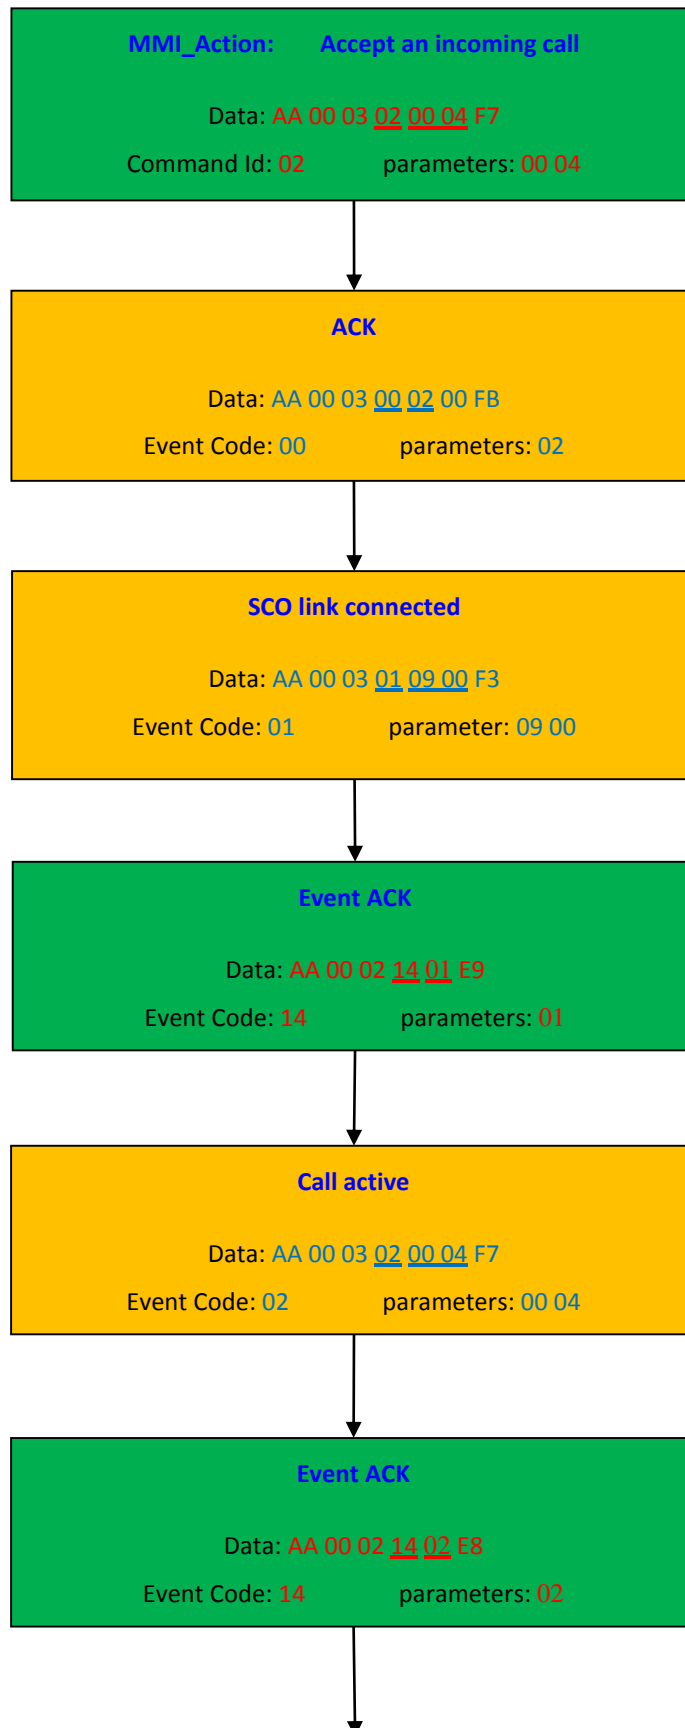 MMI_Action: Accept an incoming call
Data: AA 00 03 02 00 04 F7
Command Id: 02 parameters: 00 04
ACK
Data: AA 00 03 00 02 00 FB
Event Code: 00 parameters: 02
SCO link connected
Data: AA 00 03 01 09 00 F3
Event Code: 01 parameter: 09 00
Event ACK
Data: AA 00 02 14 01 E9
Event Code: 14 parameters: 01
Call active
Data: AA 00 03 02 00 04 F7
Event Code: 02 parameters: 00 04
Event ACK
Data: AA 00 02 14 02 E8
Event Code: 14 parameters: 02